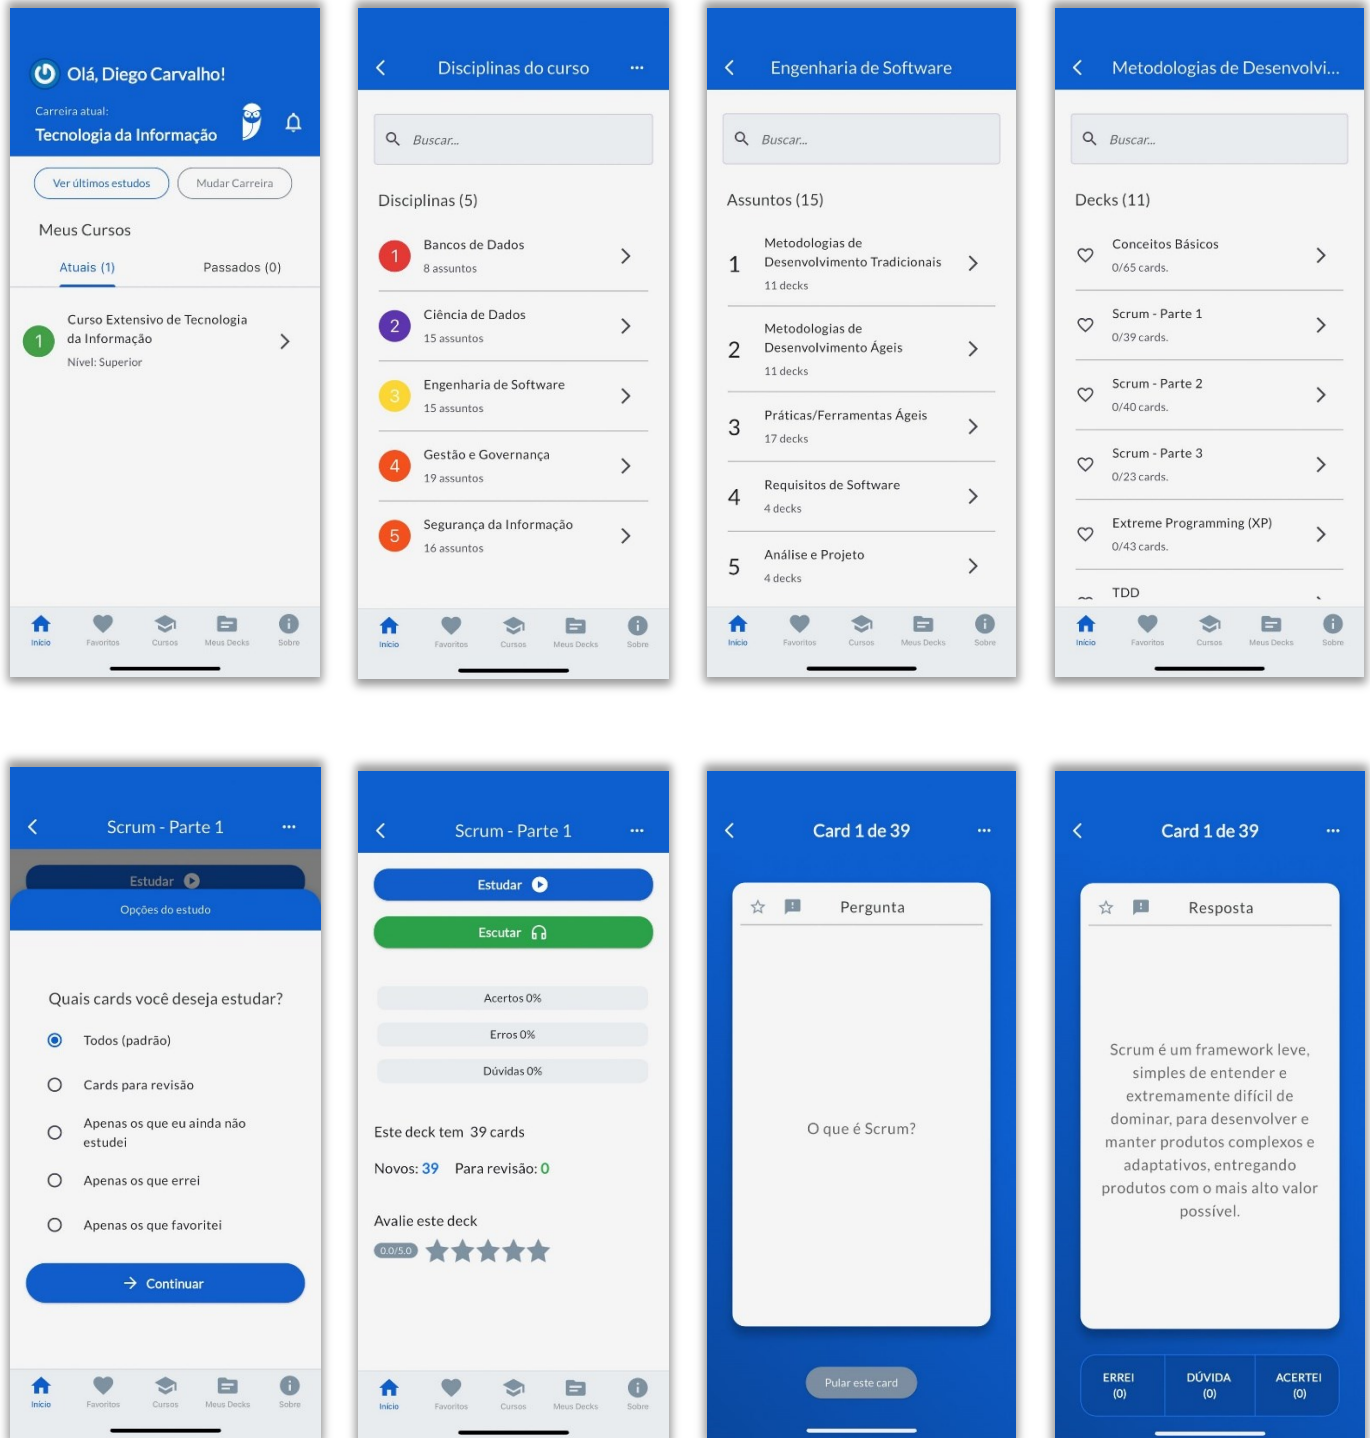 Olá, Diego Carvalho!
Carreira atual:
Tecnologia da Informação
Ver últimos estudos
Mudar Carreira
Meus Cursos
Atuais (1)
Passados (0)
1
Curso Extensivo de Tecnologia
da Informação
Nível: Superior
Início
Favoritos
Cursos
Meus Decks
Sobre
Disciplinas do curso
Buscar...
Disciplinas (5)
1
Bancos de Dados
8 assuntos
2
Ciência de Dados
15 assuntos
3
Engenharia de Software
15 assuntos
4
Gestão e Governança
19 assuntos
5
Segurança da Informação
16 assuntos
Início
Favoritos
Cursos
Meus Decks
Sobre
Engenharia de Software
Buscar...
Assuntos (15)
1
Metodologias de
Desenvolvimento Tradicionais
11 decks
2
Metodologias de
Desenvolvimento Ágeis
11 decks
3
Práticas/Ferramentas Ágeis
17 decks
4
Requisitos de Software
4 decks
5
Análise e Projeto
4 decks
Início
Favoritos
Cursos
Meus Decks
Sobre
Metodologias de Desenvolvi...
Buscar...
Decks (11)
Conceitos Básicos
0/65 cards.
Scrum - Parte 1
0/39 cards.
Scrum - Parte 2
0/40 cards.
Scrum - Parte 3
0/23 cards.
Extreme Programming (XP)
0/43 cards.
TDD
Início
Favoritos
Cursos
Meus Decks
Sobre
Scrum - Parte 1
Estudar
Opções do estudo
Quais cards você deseja estudar?
Todos (padrão)
Cards para revisão
Apenas os que eu ainda não
estudei
Apenas os que errei
Apenas os que favoritei
Continuar
Início
Favoritos
Cursos
Meus Decks
Sobre
Scrum - Parte 1
Estudar
Escutar
Acertos 0%
Erros 0%
Dúvidas 0%
Este deck tem 39 cards
Novos: 39 Para revisão: 0
Avalie este deck
0.0/5.0
Início
Favoritos
Cursos
Meus Decks
Sobre
Card 1 de 39
Pergunta
O que é Scrum?
Pular este card
Card 1 de 39
Resposta
Scrum é um framework leve,
simples de entender e
extremamente difícil de
dominar, para desenvolver e
manter produtos complexos e
adaptativos, entregando
produtos com o mais alto valor
possível.
ERREI
(0)
DÚVIDA
(0)
ACERTEI
(0)